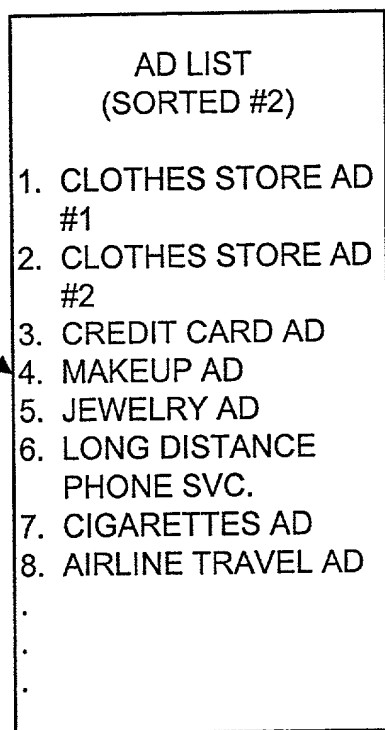 AD LIST
(SORTED #2)
1. CLOTHES STORE AD
#1
2. CLOTHES STORE AD
#2
3. CREDIT CARD AD
4. MAKEUP AD
5. JEWELRY AD
6. LONG DISTANCE
PHONE SVC.
7. CIGARETTES AD
8. AIRLINE TRAVEL AD
.
.
.